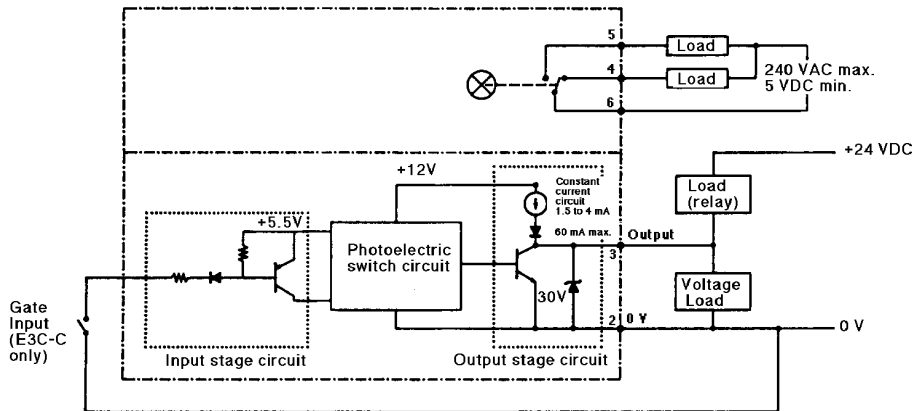 5
Load
4
Load
240 VAC max.
5 VDC min.
6
+12V
+24 VDC
Constant
current
circuit
1.5 to 4 mA
Load
(relay)
+5.5V
60 mA max.
Output
3
Photoelectric
switch circuit
Voltage
Load
30V
Gate
Input
(E3C-C
only)
2
0 V
0 V
Input stage circuit
Output stage circuit